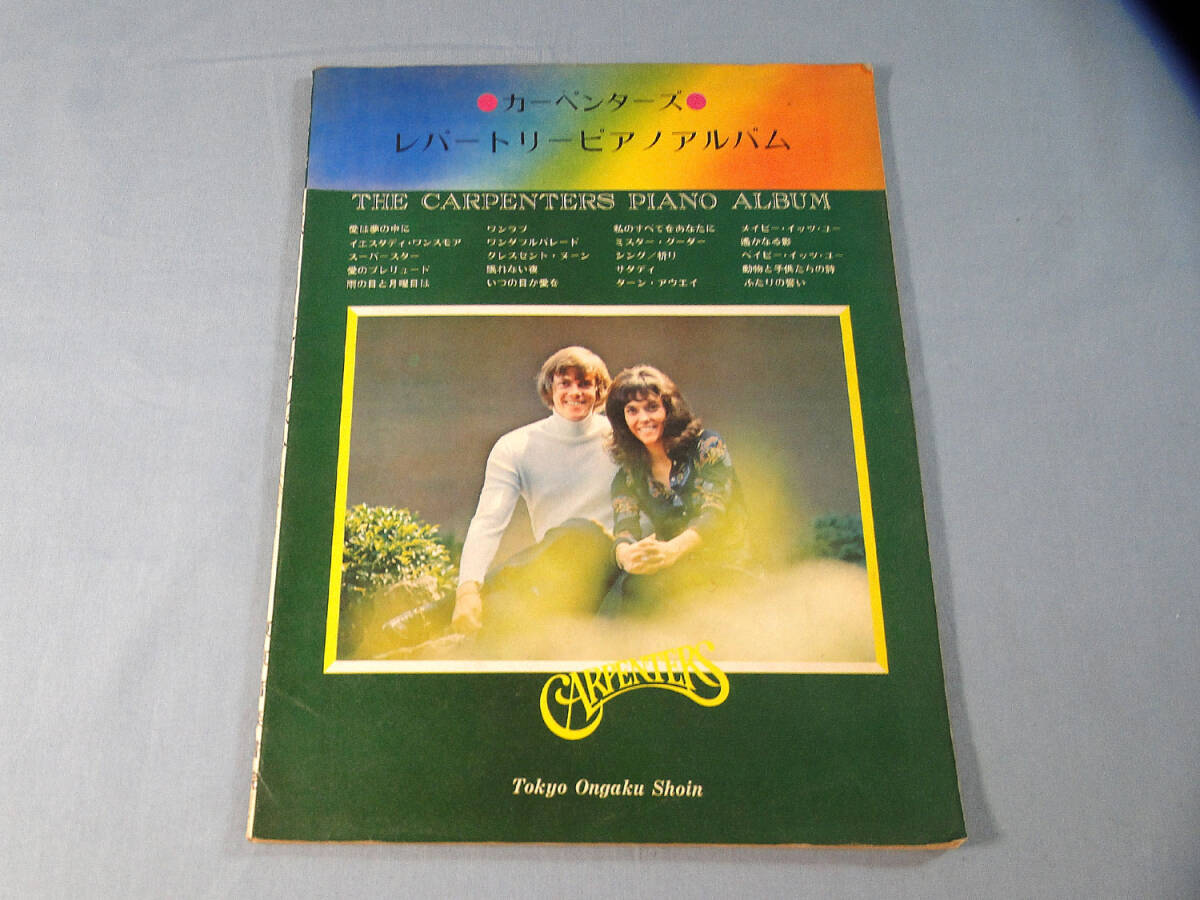 ●カーペンターズ●
レパートリーピアノアルバム
THE CARPENTERS PIANO ALBUM
愛は夢の中に
イエスタディ・ワンスモア
スーパースター
愛のプレリュード
雨の日と月曜日は
ワンラブ
ワンダフルパレード
クレスセント・ヌーン
眠れない夜
いつの日か愛を
私のすべてをあなたに
ミスター・グーダー
シング/祈り
サタディ
ターン・アウエイ
メイビー・イッツ・ユー
遙かなる影
ベイビー・イッツ・ユー
動物と子供たちの詩
ふたりの誓い
CARPENTERS
Tokyo Ongaku Shoin